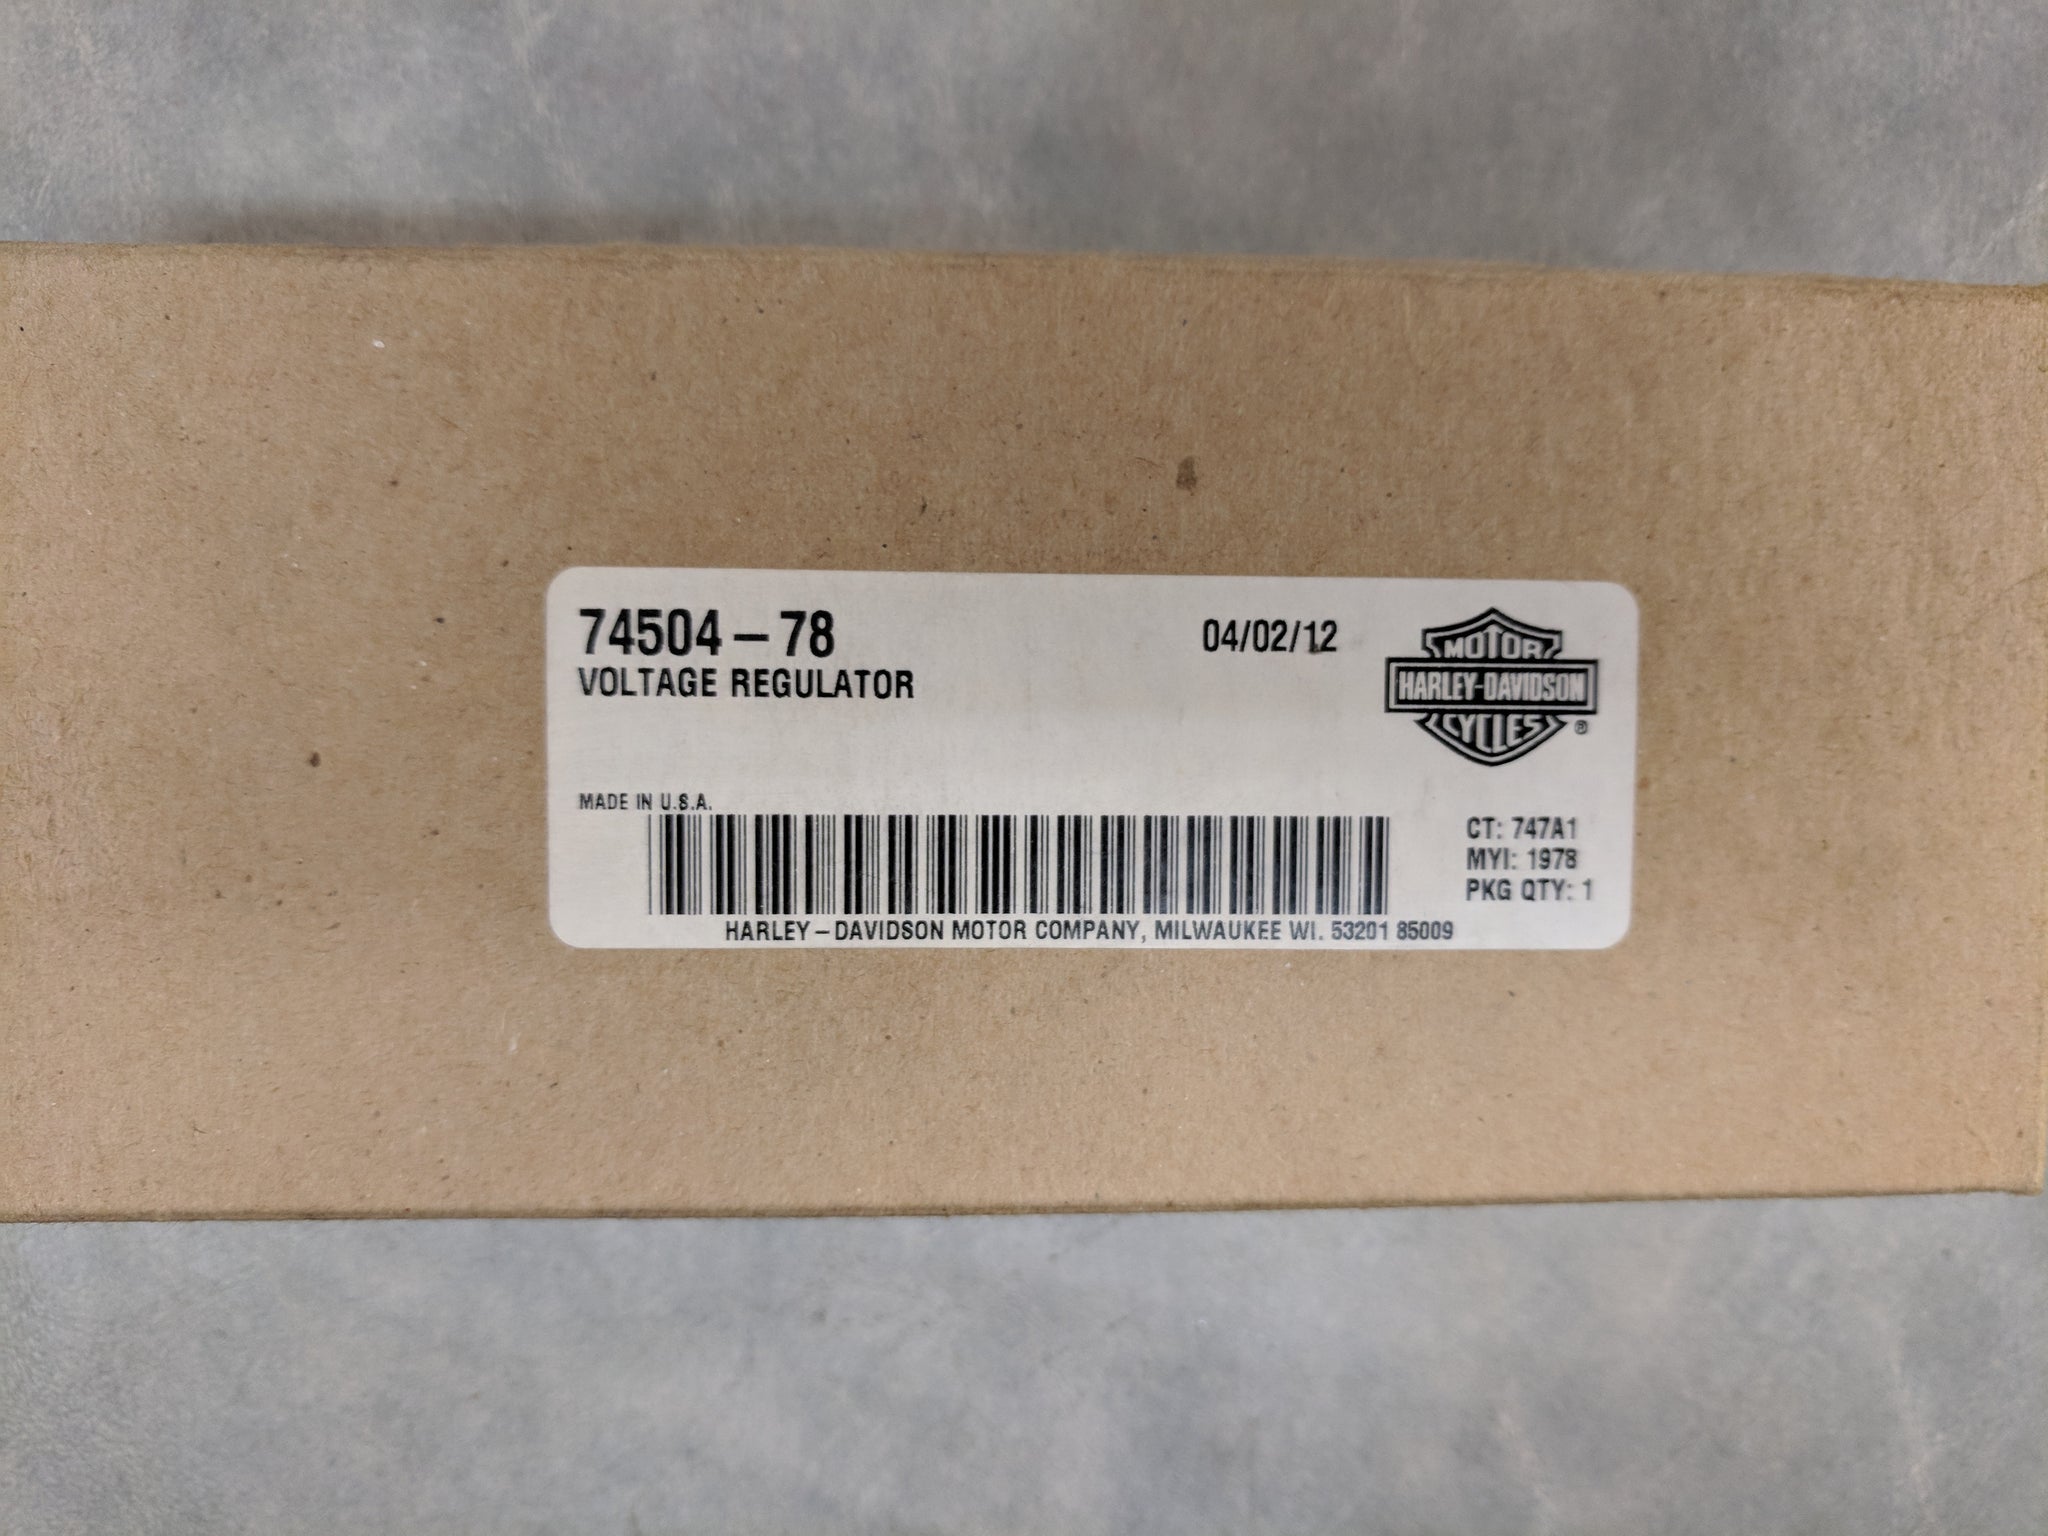 74504-78
04/02/12
VOLTAGE REGULATOR
MOTOR
HARLEY-DAVIDSON
CYCLES ®
MADE IN U.S.A.
CT: 747A1
MYI: 1978
PKG QTY: 1
HARLEY-DAVIDSON MOTOR COMPANY, MILWAUKEE WI. 53201 85009